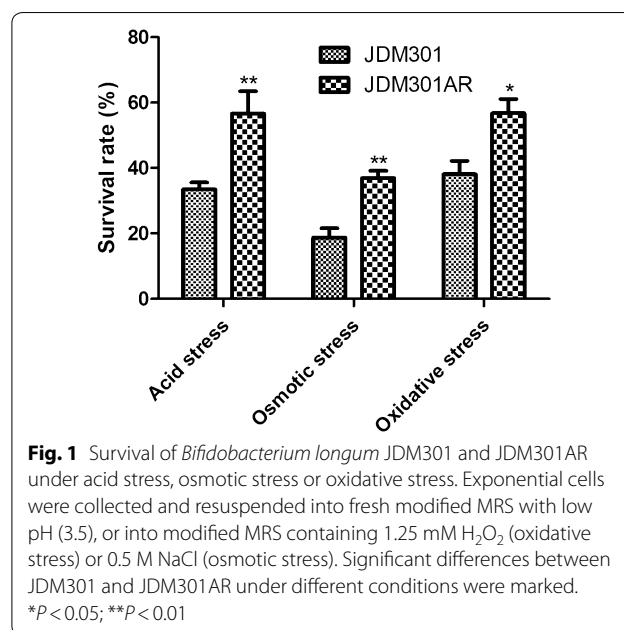 80
60
40
20
0
Survival rate (%)
JDM301
JDM301AR
**
**
*
Acid stress
Osmotic stress
Oxidative stress
Fig. 1 Survival of Bifidobacterium longum JDM301 and JDM301AR
under acid stress, osmotic stress or oxidative stress. Exponential cells
were collected and resuspended into fresh modified MRS with low
pH (3.5), or into modified MRS containing 1.25 mM H₂O₂ (oxidative
stress) or 0.5 M NaCl (osmotic stress). Significant differences between
JDM301 and JDM301AR under different conditions were marked.
*P < 0.05; **P < 0.01